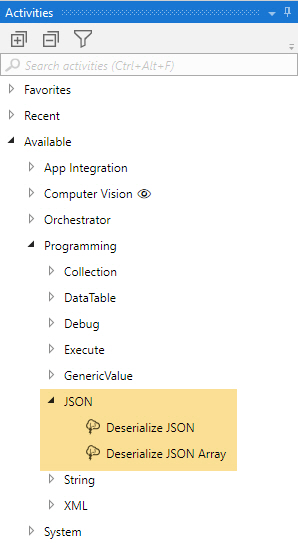 Activities
Search activities (Ctrl+Alt+F)
Favorites
Recent
Available
App Integration
Computer Vision
Orchestrator
Programming
Collection
DataTable
Debug
Execute
GenericValue
JSON
Deserialize JSON
Deserialize JSON Array
String
XML
System